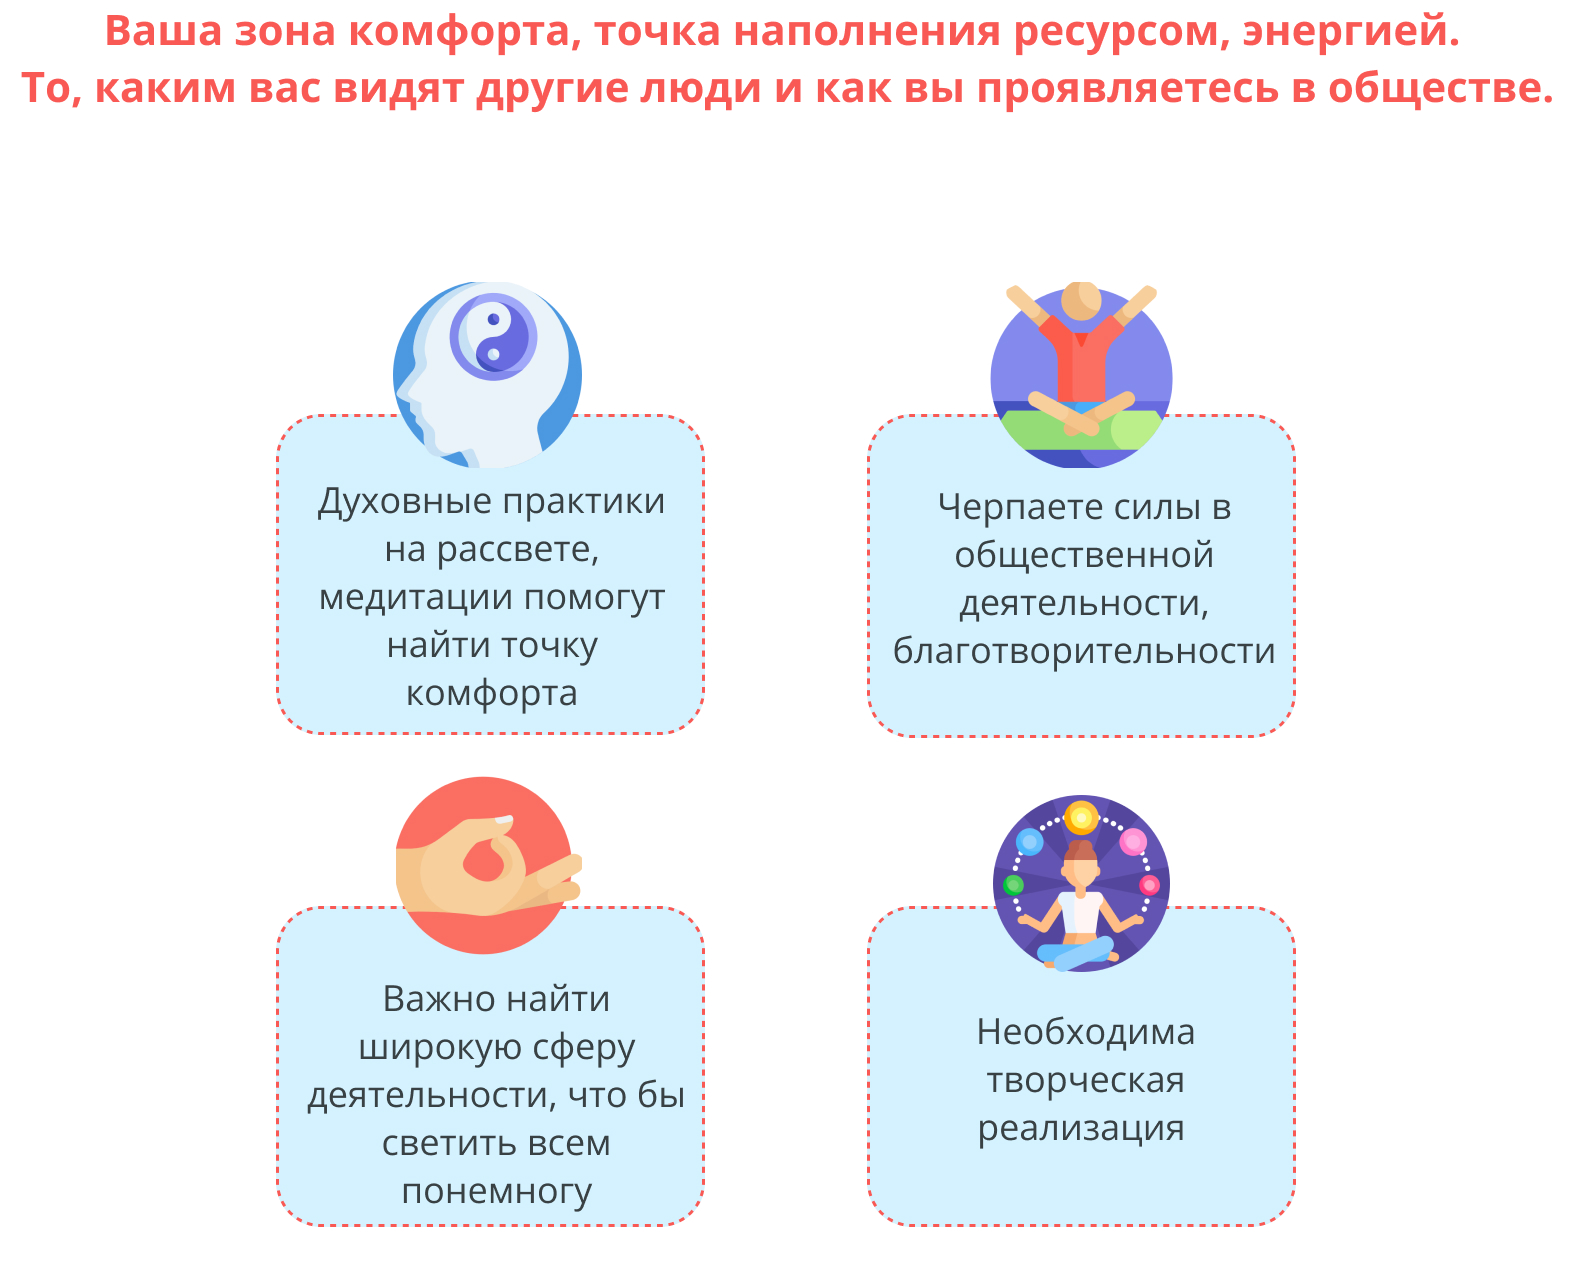 Ваша зона комфорта, точка наполнения ресурсом, энергией.
То, каким вас видят другие люди и как вы проявляетесь в обществе.
Духовные практики
на рассвете,
медитации помогут
найти точку
комфорта
Черпаете силы в
общественной
деятельности,
благотворительности
Важно найти
широкую сферу
деятельности, что бы
светить всем
понемногу
Необходима
творческая
реализация